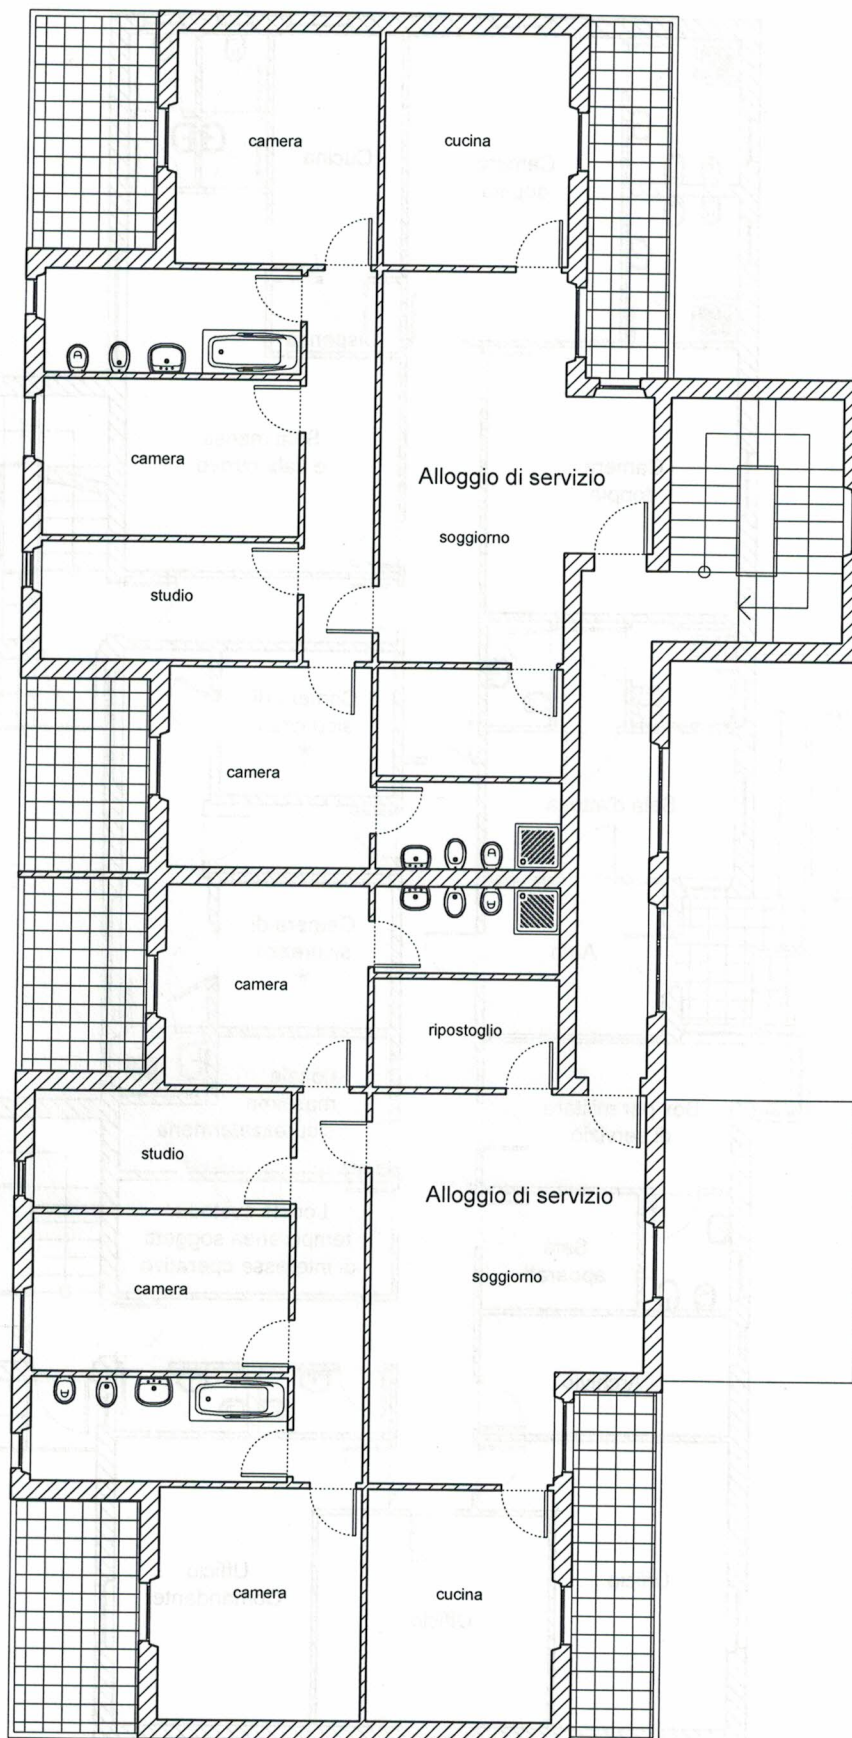 camera
cucina
camera
Alloggio di servizio
soggiorno
studio
camera
camera
ripostoglio
studio
Alloggio di servizio
soggiorno
camera
camera
cucina